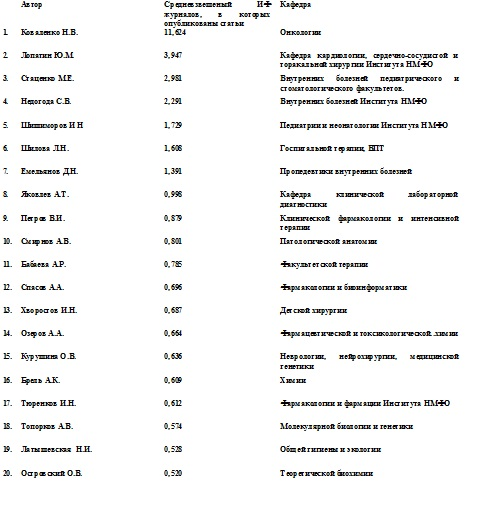 Автор Средневзвешеный ИФ Кафедра
журналов, в которых
опубликованы статьи
1. Коваленко Н.В. 11,624 Онкологии
2. Лопатин Ю.М. 3,947 Кафедра кардиологии, сердечно-сосудистой и
торакальной хирургии Института НМФО
3. Стаценко М.Е. 2,981 Внутренних болезней педиатрического и
стоматологического факультетов.
4. Недогода С.В. 2,291 Внутренних болезней Института НМФО
5. Шишиморов И Н 1,729 Педиатрии и неонатологии Института НМФО
6. Шилова Л.Н. 1,608 Госпитальной терапии, ВПТ
7. Емельянов Д.Н. 1,391 Пропедевтики внутренних болезней
8. Яковлев А.Т. 0,998 Кафедра клинической лабораторной
диагностики
9. Петров В.И. 0,879 Клинической фармакологии и интенсивной
терапии
10. Смирнов А.В. 0,801 Патологической анатомии
11. Бабаева А.Р. 0,785 Факультетской терапии
12. Спасов А.А. 0,696 Фармакологии и биоинформатики
13. Хворостов И.Н. 0,687 Детской хирургии
14. Озеров А.А. 0,664 Фармацевтической и токсикологической .химии
15. Курушина О.В. 0,636 Неврологии, нейрохирургии, медицинской
генетики
16. Брель А.К. 0,609 Химии
17. Тюренков И.Н. 0,612 Фармакологии и фармации Института НМФО
18. Топорков А.В. 0,574 Молекулярной биологии и генетики
19. Латышевская Н.И. 0,528 Общей гигиены и экологии
20. Островский О.В. 0,520 Теоретической биохимии